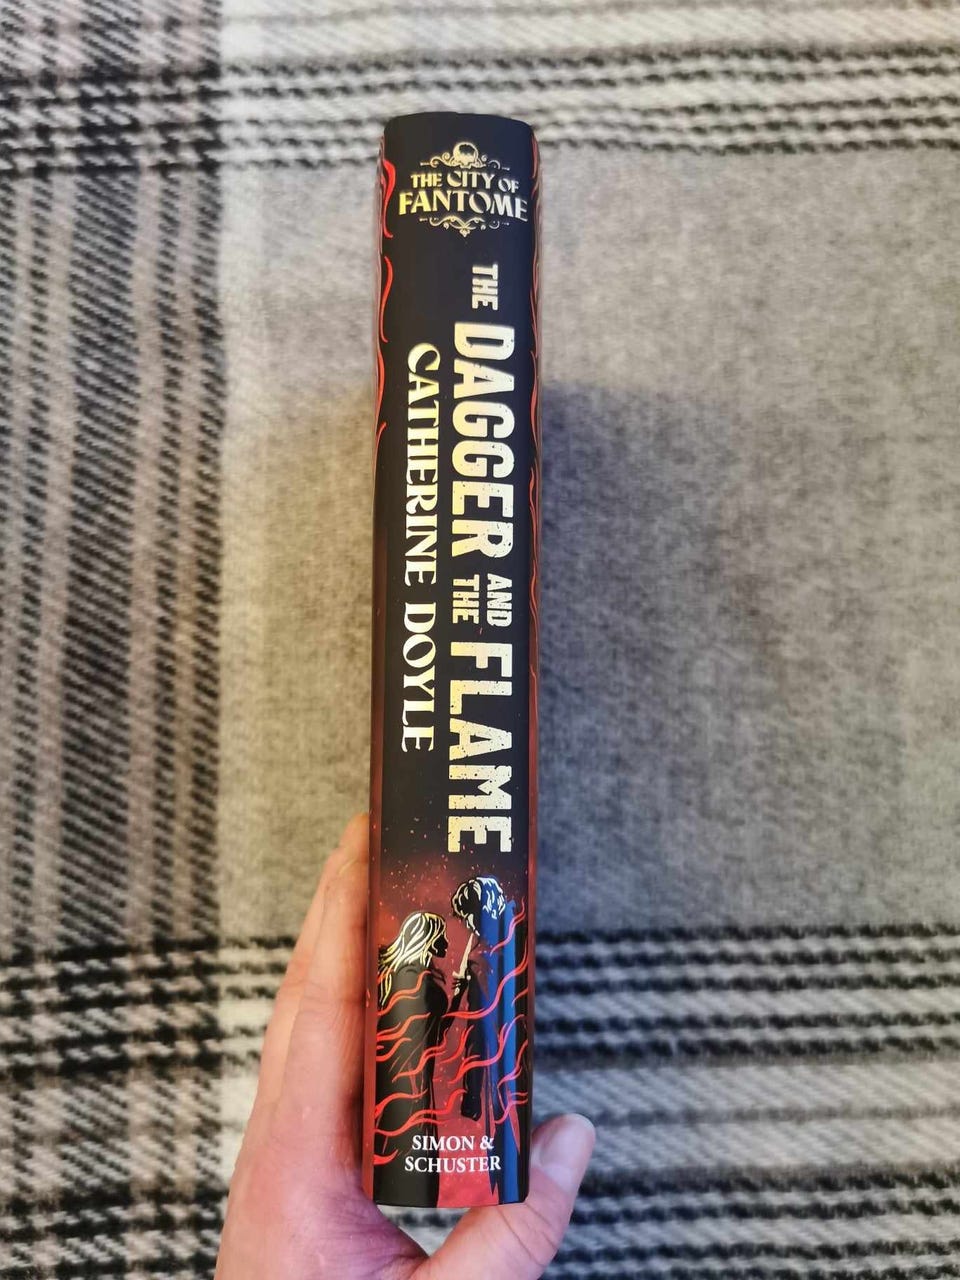 THE CITY OF
FANTOME
THE DAGGER AND THE FLAME
CATHERINE DOYLE
SIMON &
SCHUSTER